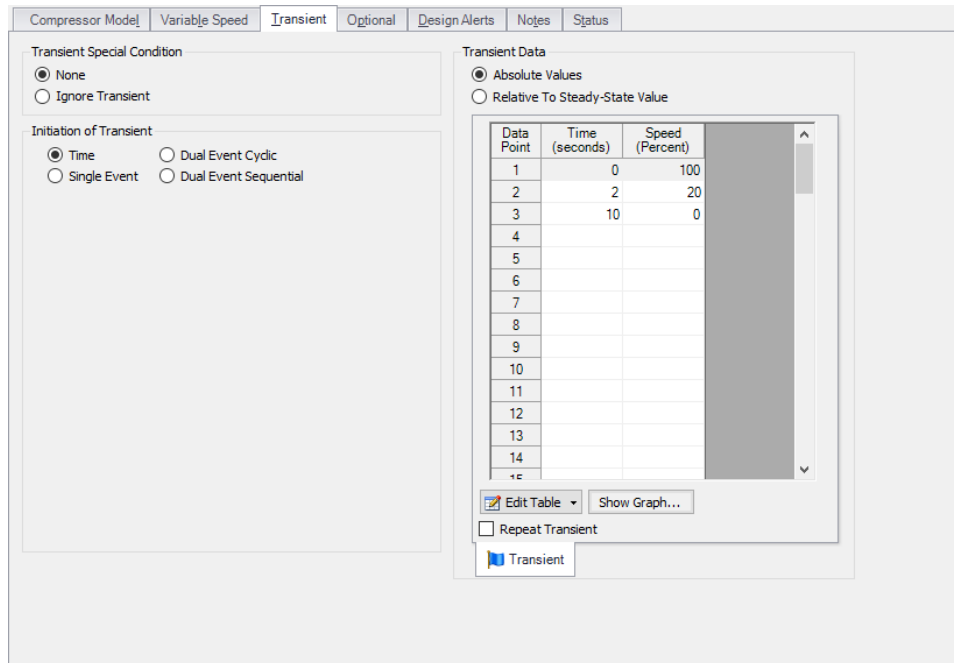 Compressor Model Variable Speed Transient Optional Design Alerts Notes Status
Transient Special Condition
None
Ignore Transient
Initiation of Transient
Time Dual Event Cyclic
Single Event Dual Event Sequential
Transient Data
Absolute Values
Relative To Steady-State Value
Data Point Time (seconds) Speed (Percent)
1 0 100
2 2 20
3 10 0
4
5
6
7
8
9
10
11
12
13
14
15
Edit Table Show Graph...
Repeat Transient
Transient